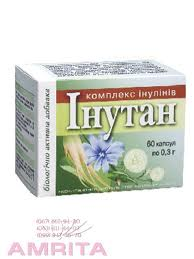 комплекс інулінів
Інутан
60 капсул
по 0,3 г
біологічно активна добавка
AMRITA